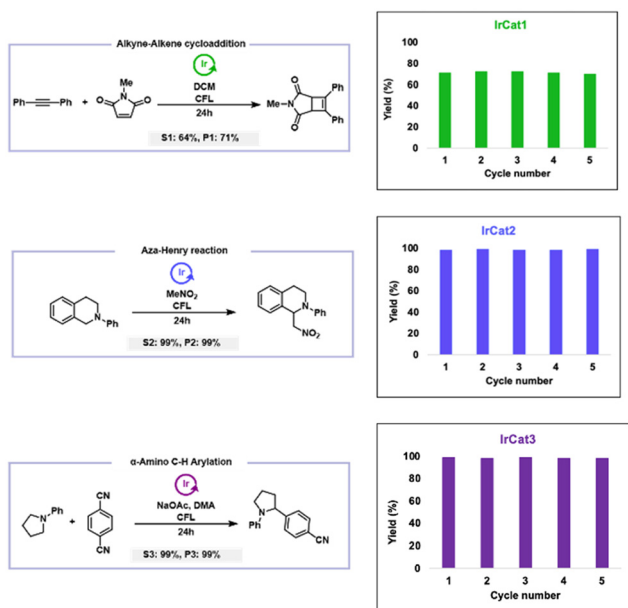 Alkyne-Alkene cycloaddition
Ir
DCM
CFL
24h
Ph
Ph
+
Me
N
O
O
Me
N
O
O
Ph
Ph
S1: 64%, P1: 71%
IrCat1
Yield (%)
100
80
60
40
20
0
1 2 3 4 5
Cycle number
Aza-Henry reaction
Ir
MeNO2
CFL
24h
N
Ph
N
Ph
NO2
S2: 99%, P2: 99%
IrCat2
Yield (%)
100
80
60
40
20
0
1 2 3 4 5
Cycle number
α-Amino C-H Arylation
Ir
NaOAc, DMA
CFL
24h
Ph
N
+
CN
CN
N
Ph
CN
S3: 99%, P3: 99%
IrCat3
Yield (%)
100
80
60
40
20
0
1 2 3 4 5
Cycle number